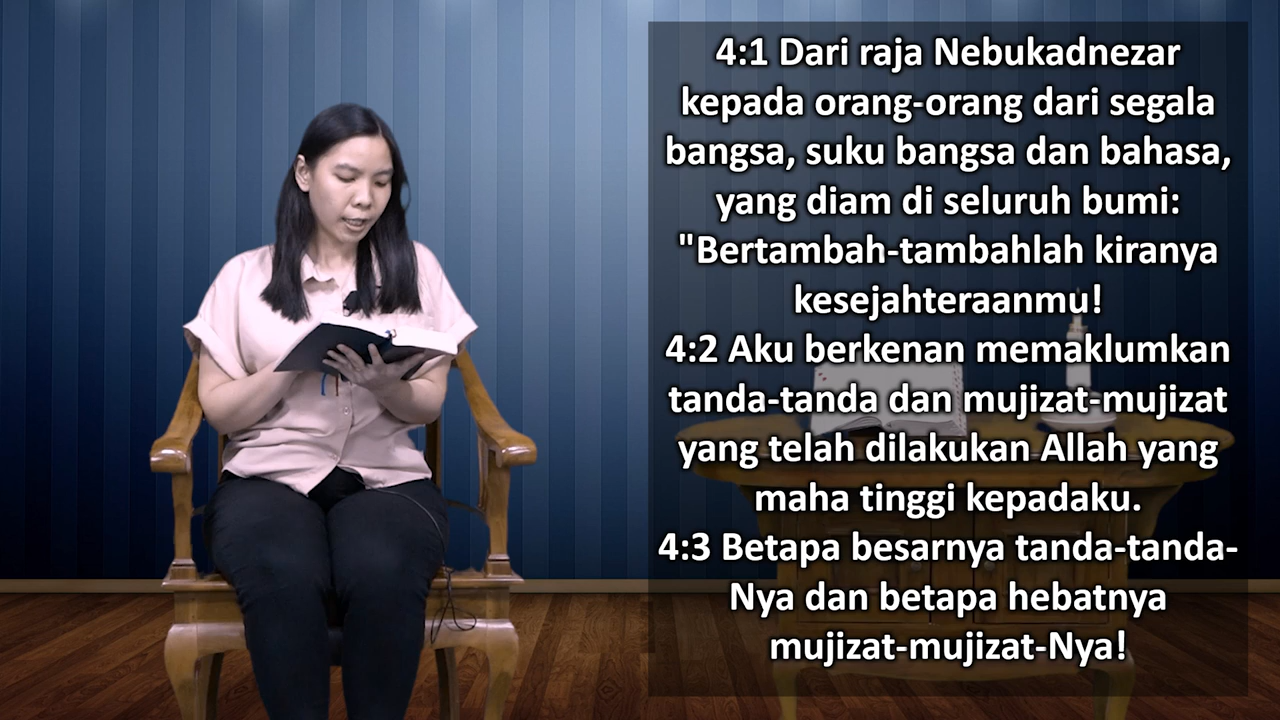 4:1 Dari raja Nebukadnezar
kepada orang-orang dari segala
bangsa, suku bangsa dan bahasa,
yang diam di seluruh bumi:
"Bertambah-tambahlah kiranya
kesejahteraanmu!
4:2 Aku berkenan memaklumkan
tanda-tanda dan mujizat-mujizat
yang telah dilakukan Allah yang
maha tinggi kepadaku.
4:3 Betapa besarnya tanda-tanda-
Nya dan betapa hebatnya
mujizat-mujizat-Nya!